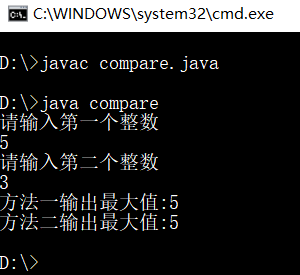 C:\WINDOWS\system32\cmd.exe
D:\>javac compare.java
D:\>java compare
请输入第一个整数
5
请输入第二个整数
3
方法一输出最大值:5
方法二输出最大值:5
D:\>